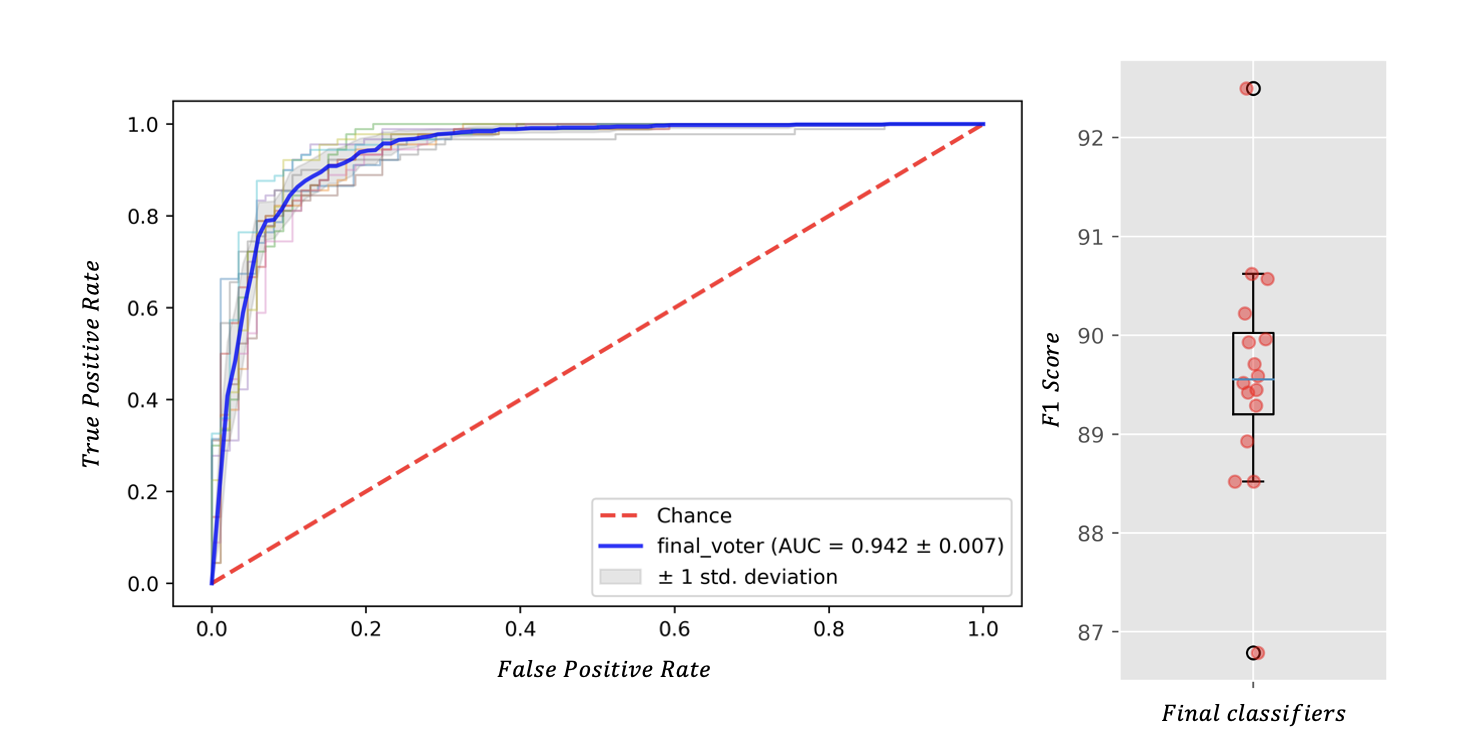 1.0
0.8
0.6
0.4
0.2
0.0
True Positive Rate
Chance
final_voter (AUC = 0.942 ± 0.007)
± 1 std. deviation
0.0 0.2 0.4 0.6 0.8 1.0
False Positive Rate
92
91
90
89
88
87
F1 Score
Final classifiers